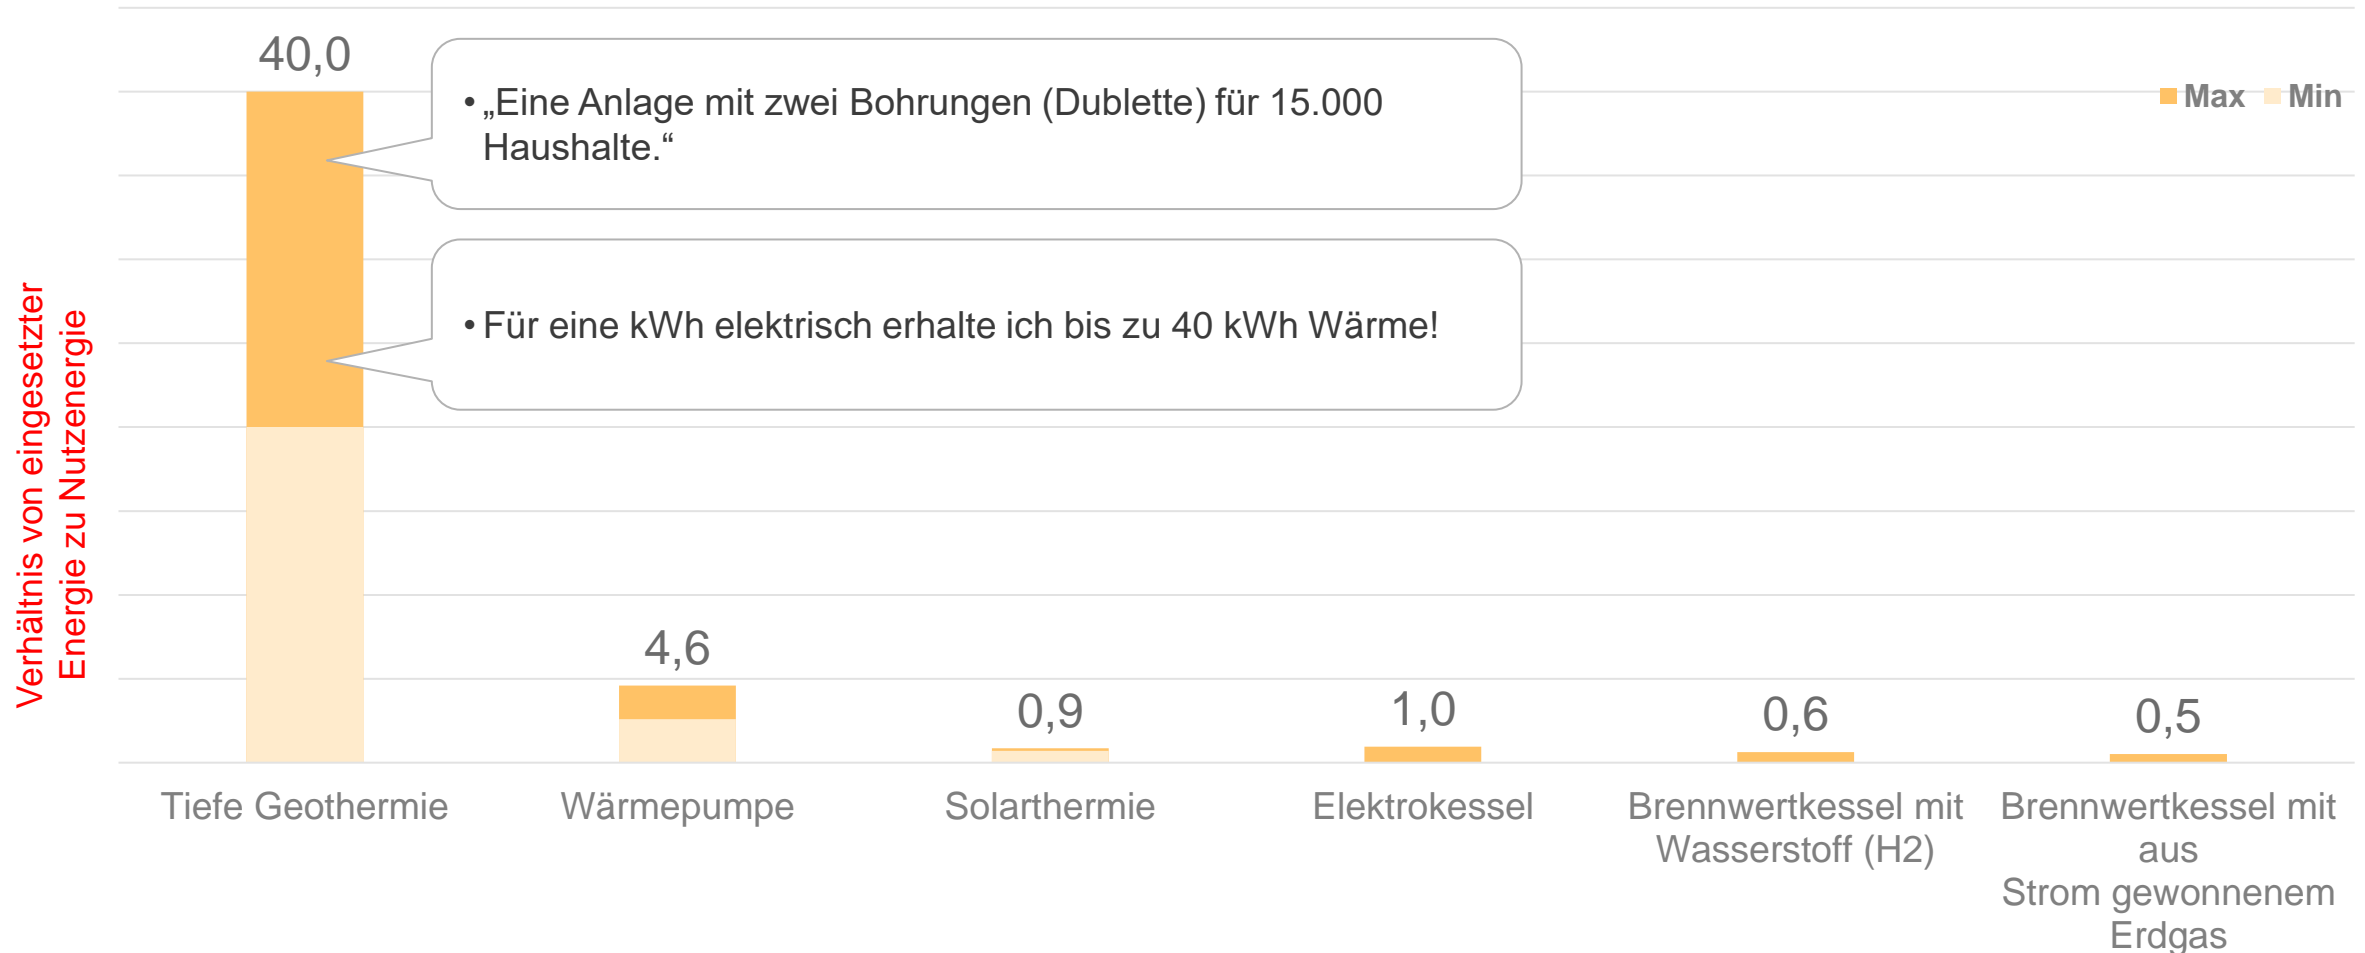 40,0
• „Eine Anlage mit zwei Bohrungen (Dublette) für 15.000
Haushalte.“
Max Min
• Für eine kWh elektrisch erhalte ich bis zu 40 kWh Wärme!
Verhältnis von eingesetzter
Energie zu Nutzenergie
4,6
0,9
1,0
0,6
0,5
Tiefe Geothermie
Wärmepumpe
Solarthermie
Elektrokessel
Brennwertkessel mit
Wasserstoff (H2)
Brennwertkessel mit
aus
Strom gewonnenem
Erdgas